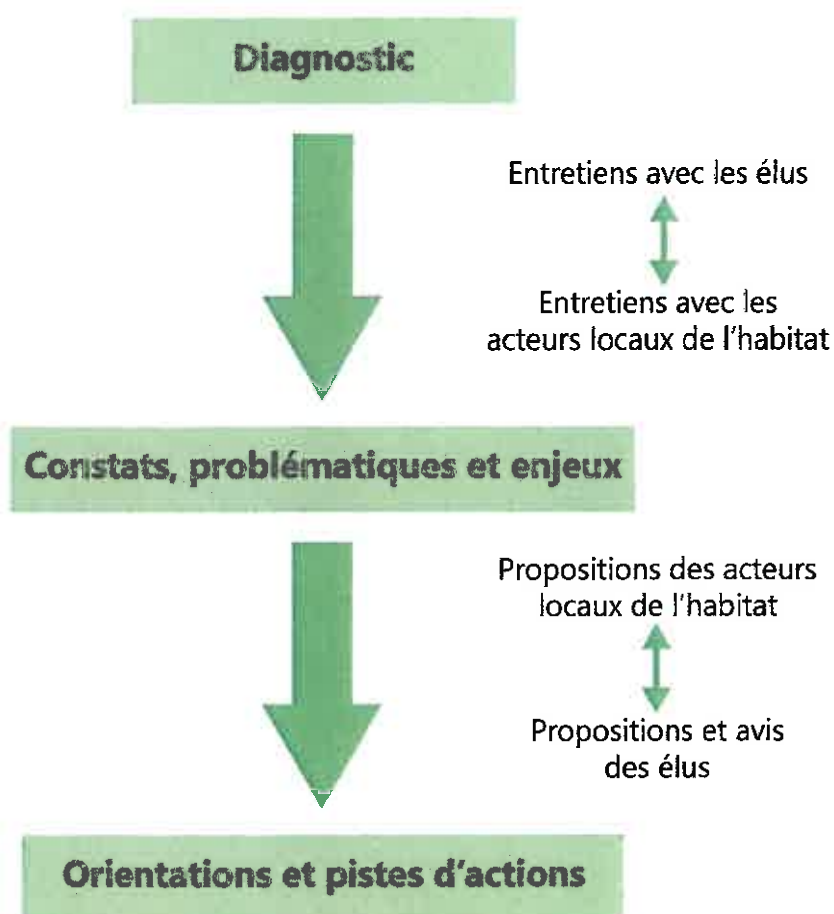 Diagnostic
Entretiens avec les élus
Entretiens avec les
acteurs locaux de l'habitat
Constats, problématiques et enjeux
Propositions des acteurs
locaux de l'habitat
Propositions et avis
des élus
Orientations et pistes d'actions